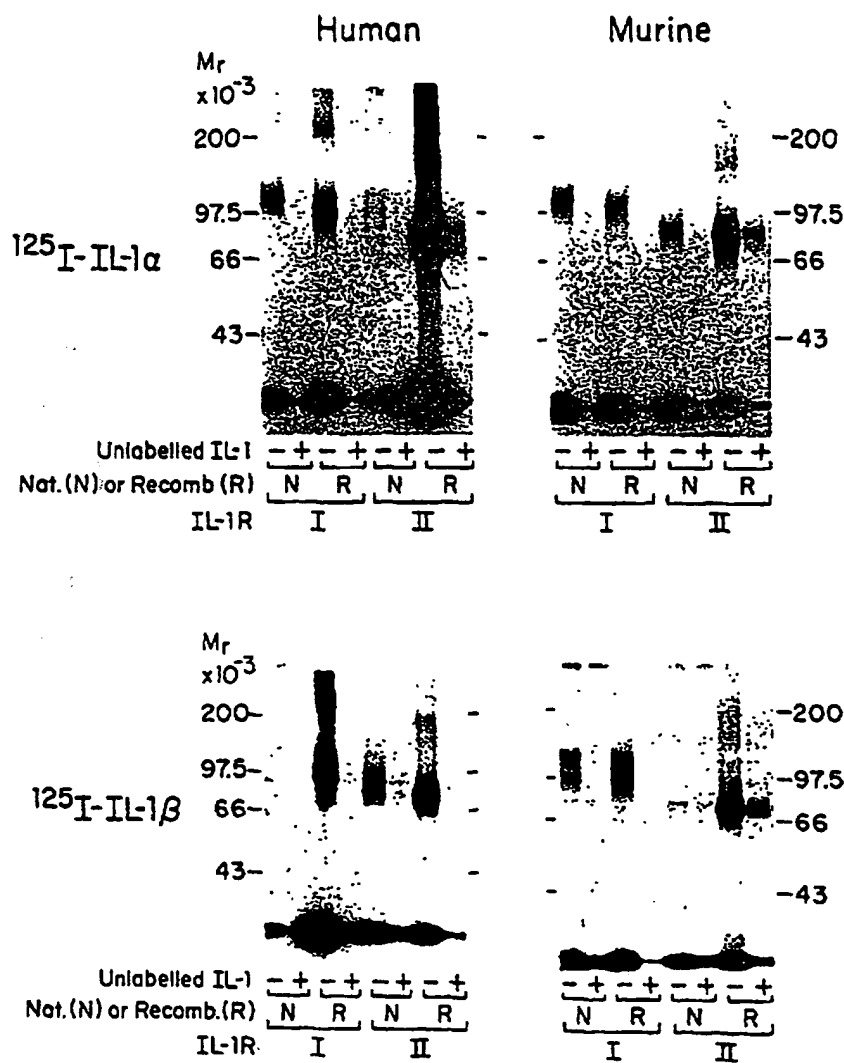 Human Murine
Mr
x10⁻³
200– –200
97.5– –97.5
¹²⁵I-IL-1α
66– –66
43– –43
Unlabelled IL-1 – + – + – + – + – + – + – + – +
Nat.(N) or Recomb (R) N R N R N R N R
IL-1R I II I II
Mr
x10⁻³
200– –200
97.5– –97.5
¹²⁵I-IL-1β
66– –66
43– –43
Unlabelled IL-1 – + – + – + – + – + – + – + – +
Nat.(N) or Recomb.(R) N R N R N R N R
IL-1R I II I II